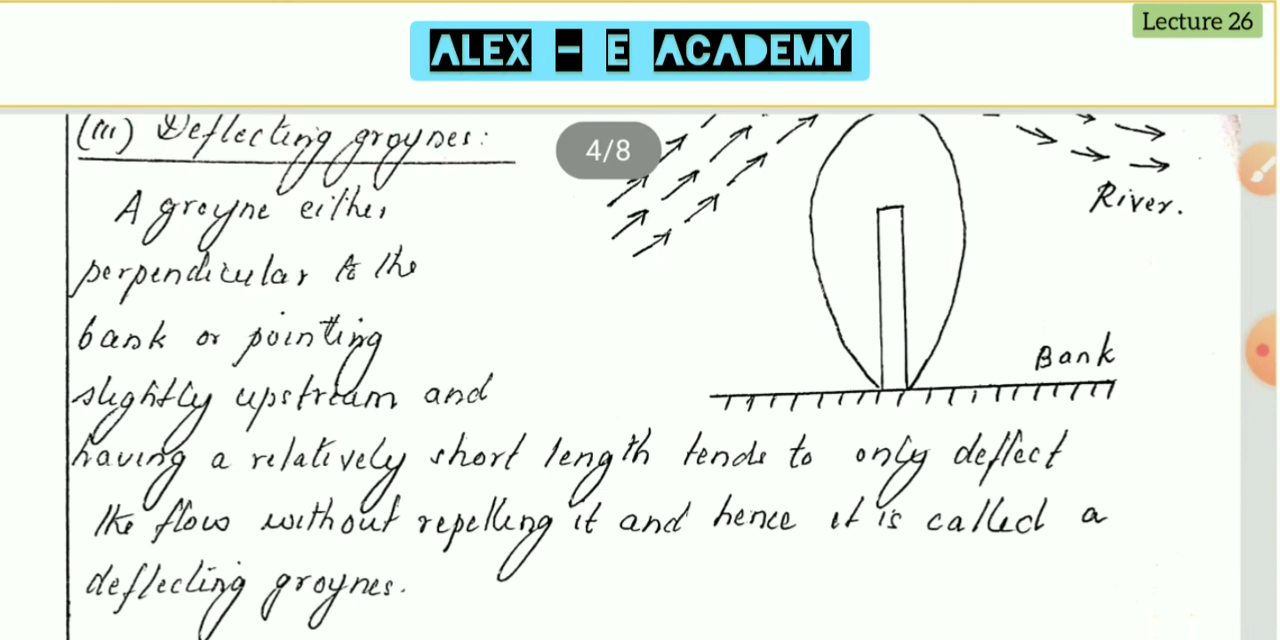 Lecture 26
ALEX - E ACADEMY
(iii) Deflecting groynes:
4/8
A groyne either
River.
perpendicular to the
bank or pointing
Bank
slightly upstream and
having a relatively short length tends to only deflect
the flow without repelling it and hence it is called a
deflecting groynes.